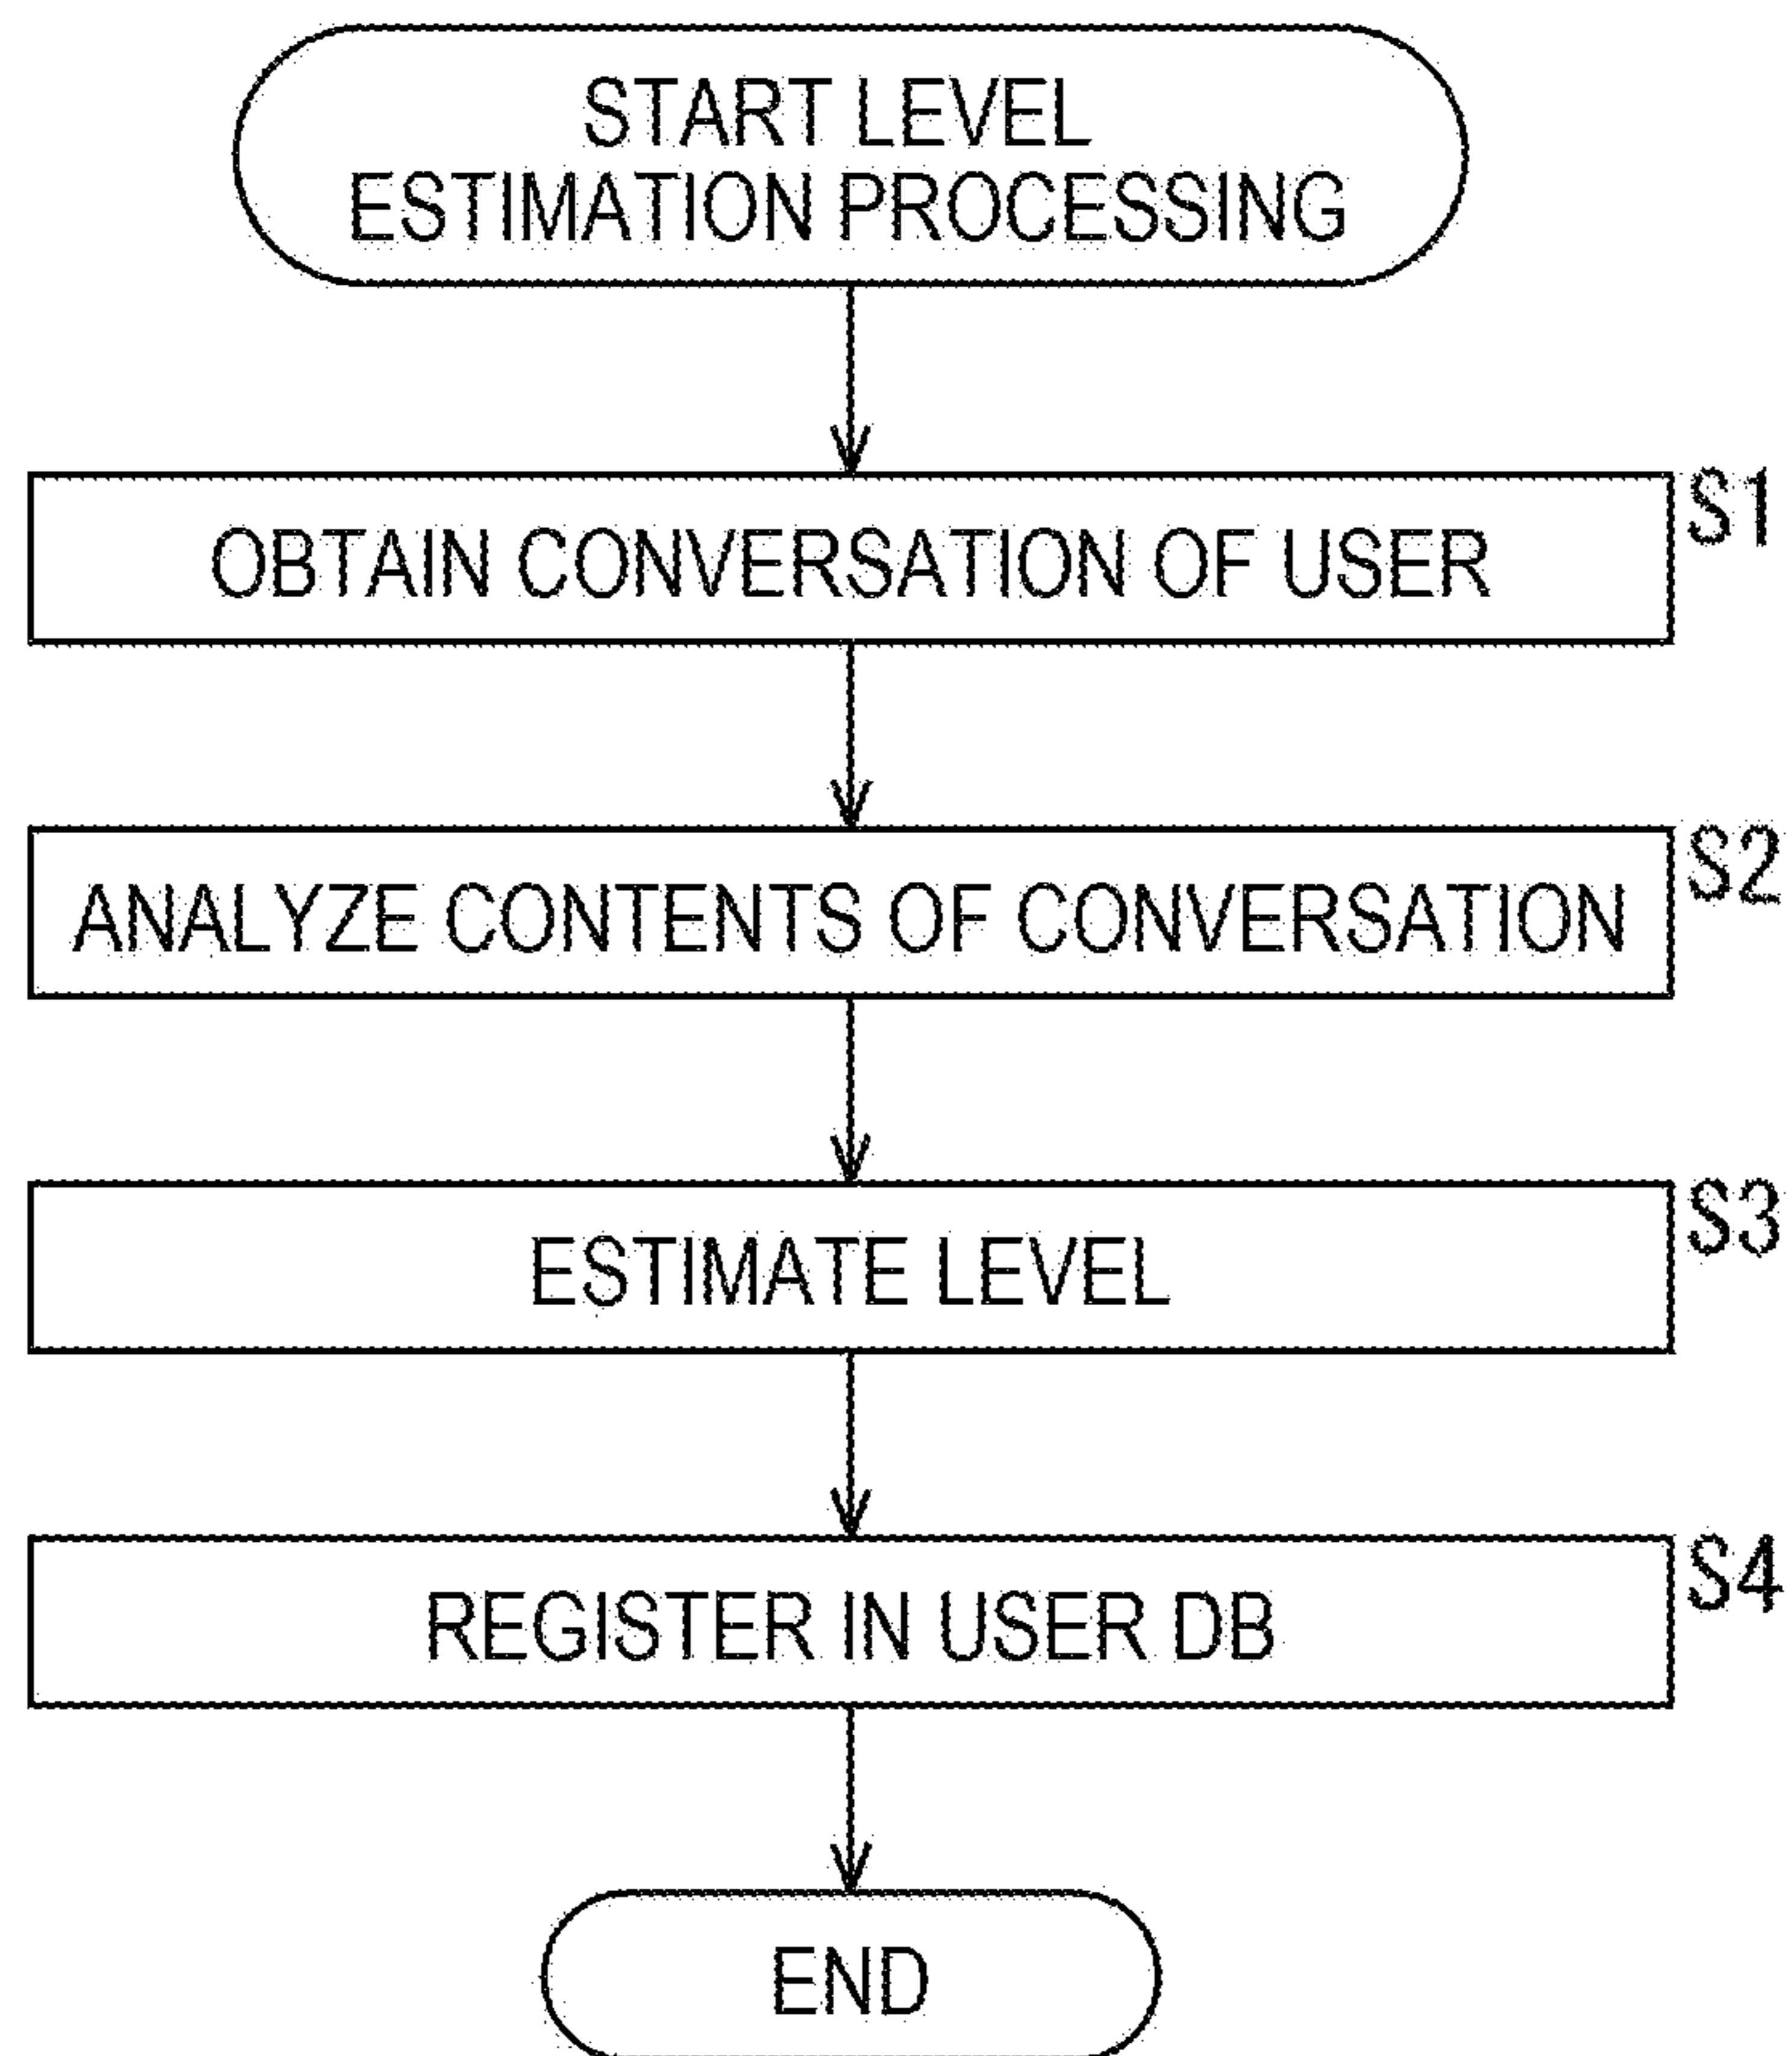 START LEVEL
ESTIMATION PROCESSING
S1
OBTAIN CONVERSATION OF USER
S2
ANALYZE CONTENTS OF CONVERSATION
S3
ESTIMATE LEVEL
S4
REGISTER IN USER DB
END